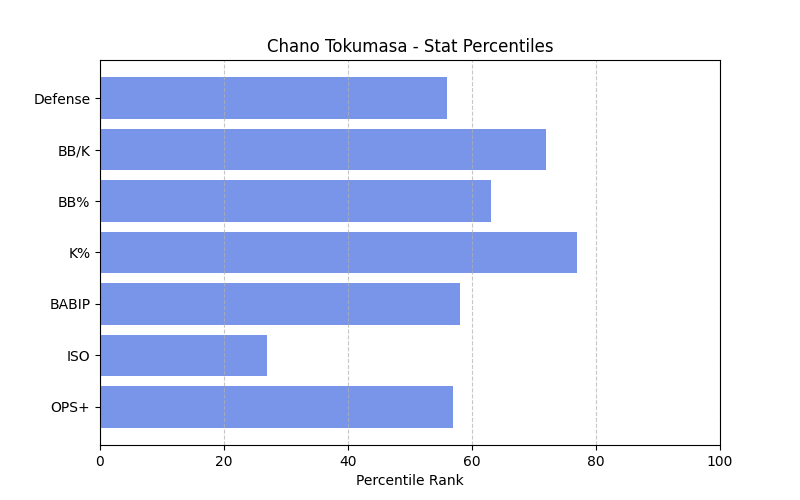 Chano Tokumasa - Stat Percentiles
Defense
BB/K
BB%
K%
BABIP
ISO
OPS+
0 20 40 60 80 100
Percentile Rank